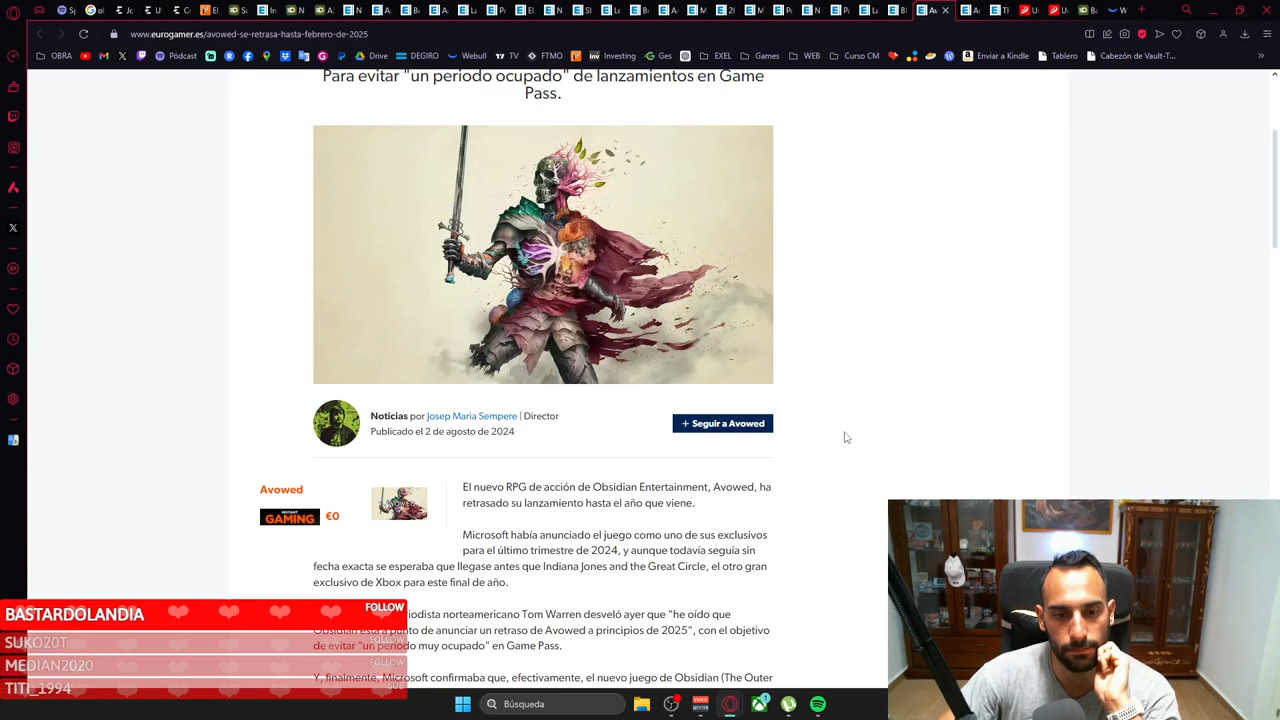 www.eurogamer.es/avowed-se-retrasa-hasta-febrero-de-2025
OBRA
Pódcast
Drive
DEGIRO
Webull
TV
FTMO
Investing
Ges
EXEL
Games
WEB
Curso CM
Enviar a Kindle
Tablero
Cabezón de Vault-T...
Para evitar "un periodo ocupado" de lanzamientos en Game
Pass.
Noticias por Josep Maria Sempere | Director
Publicado el 2 de agosto de 2024
+ Seguir a Avowed
Avowed
INSTANT GAMING €0
El nuevo RPG de acción de Obsidian Entertainment, Avowed, ha
retrasado su lanzamiento hasta el año que viene.
Microsoft había anunciado el juego como uno de sus exclusivos
para el último trimestre de 2024, y aunque todavía seguía sin
fecha exacta se esperaba que llegase antes que Indiana Jones and the Great Circle, el otro gran
exclusivo de Xbox para este final de año.
iodista norteamericano Tom Warren desveló ayer que "he oído que
Obsidian está a punto de anunciar un retraso de Avowed a principios de 2025", con el objetivo
de evitar "un periodo muy ocupado" en Game Pass.
Y, finalmente, Microsoft confirmaba que, efectivamente, el nuevo juego de Obsidian (The Outer
BASTARDOLANDIA FOLLOW
SUKO20T FOLLOW
MEDIAN2020 FOLLOW
TITI_1994 SUB
Búsqueda